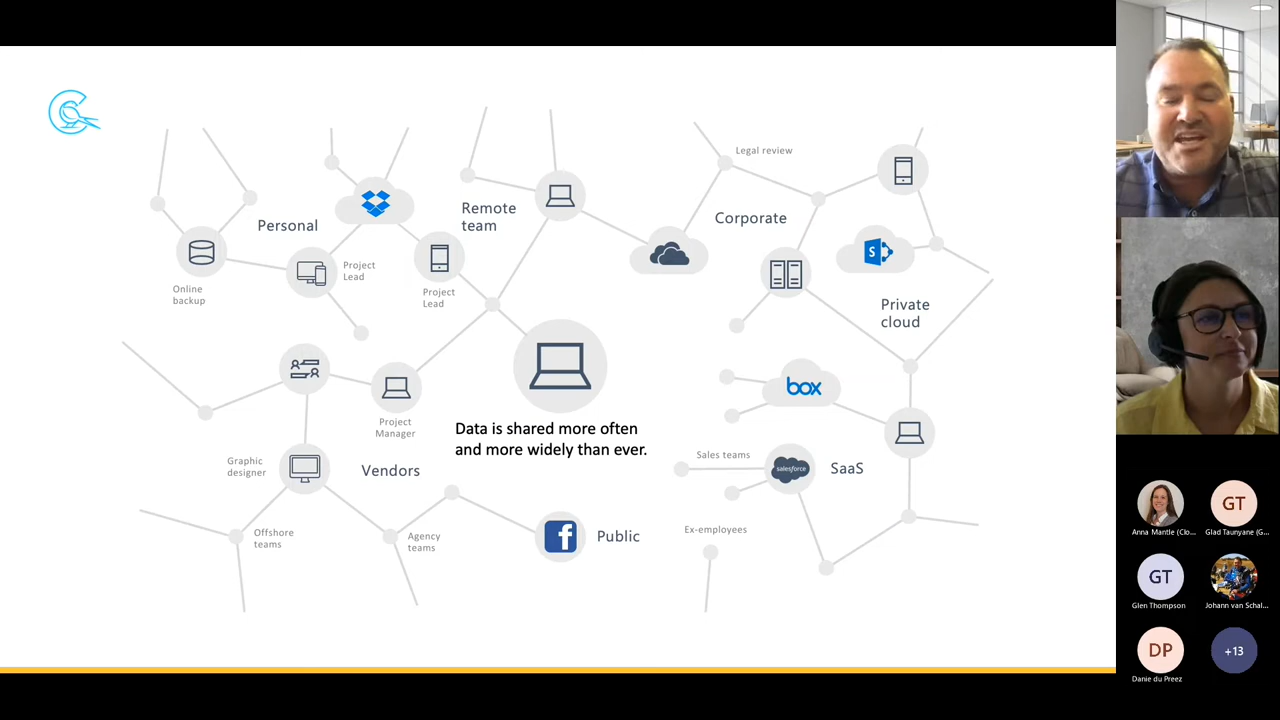 Legal review
Personal
Remote
team
Corporate
Project
Lead
Online
backup
Project
Lead
Private
cloud
box
Project
Manager
Data is shared more often
and more widely than ever.
Graphic
designer
Vendors
Sales teams
salesforce
SaaS
Offshore
teams
Agency
teams
f
Public
Ex-employees
S
GT
Anna Mantle (Clo...
Glad Taunyane (G...
GT
Glen Thompson
Johann van Schal...
DP
+13
Danie du Preez